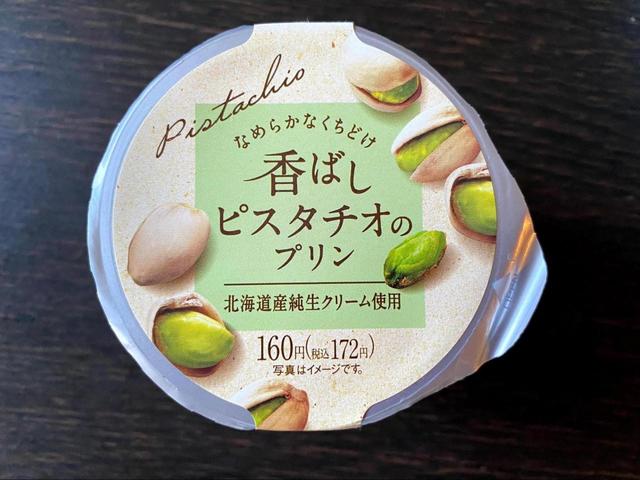 Pistachio
なめらかなくちどけ
香ばし
ピスタチオの
プリン
北海道産純生クリーム使用
160円(税込172円)
写真はイメージです。